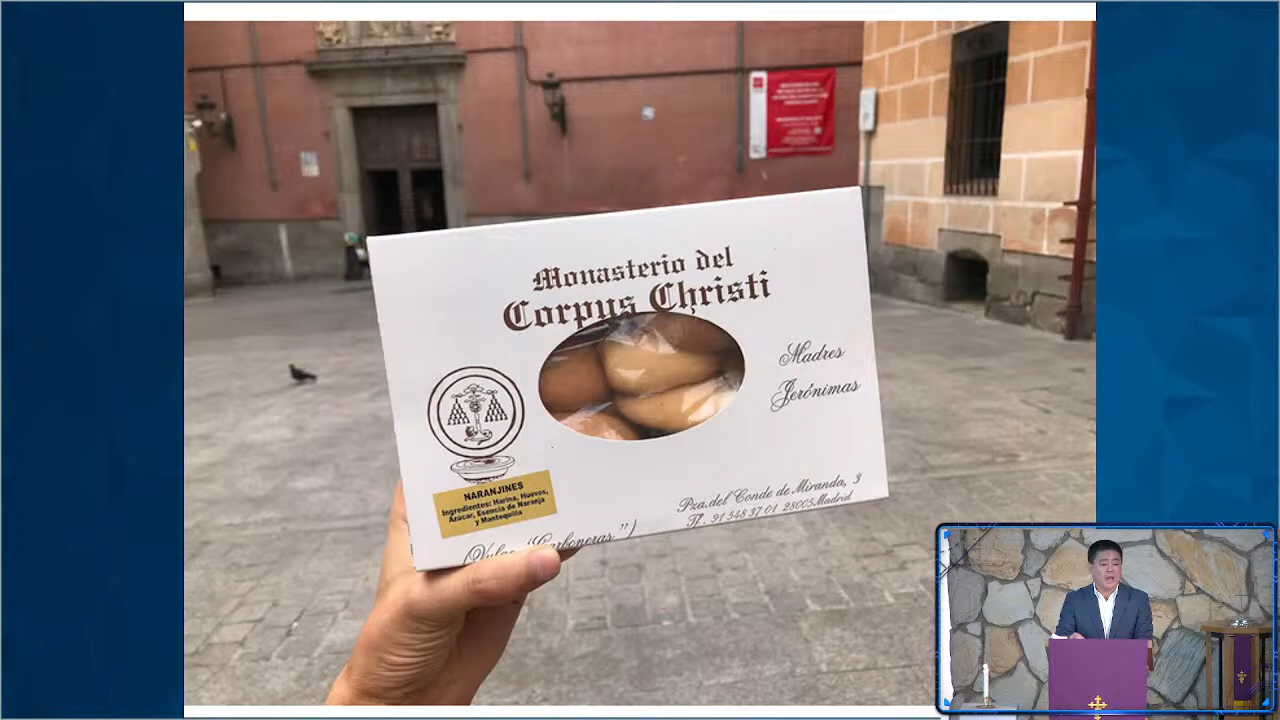 Monasterio del
Corpus Christi
Madres
Jerónimas
NARANJINES
Ingredientes: Harina, Huevos,
Azúcar, Esencia de Naranja
y Mantequilla
Pza.del Conde de Miranda, 3
Tl. 91 548 37 01 28005 Madrid
"Carboneras")